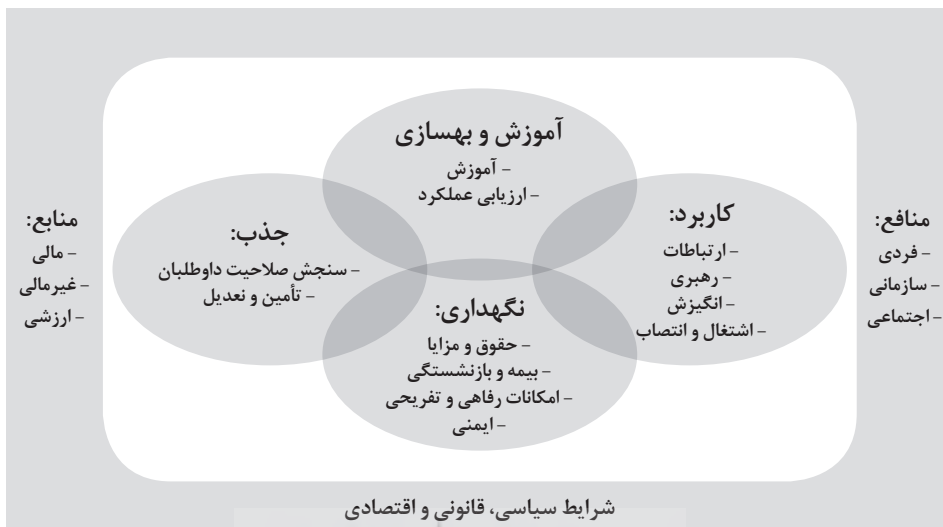 آموزش و بهسازی
- آموزش
- ارزیابی عملکرد
منافع:
- فردی
- سازمانی
- اجتماعی
کاربرد:
- ارتباطات
- رهبری
- انگیزش
- اشتغال و انتصاب
جذب:
- سنجش صلاحیت داوطلبان
- تأمین و نعدیل
منابع:
- مالی
- غیرمالی
- ارزشی
نگهداری:
- حقوق و مزایا
- بیمه و بازنشستگی
- امکانات رفاهی و تفریحی
- ایمنی
شرایط سیاسی، قانونی و اقتصادی